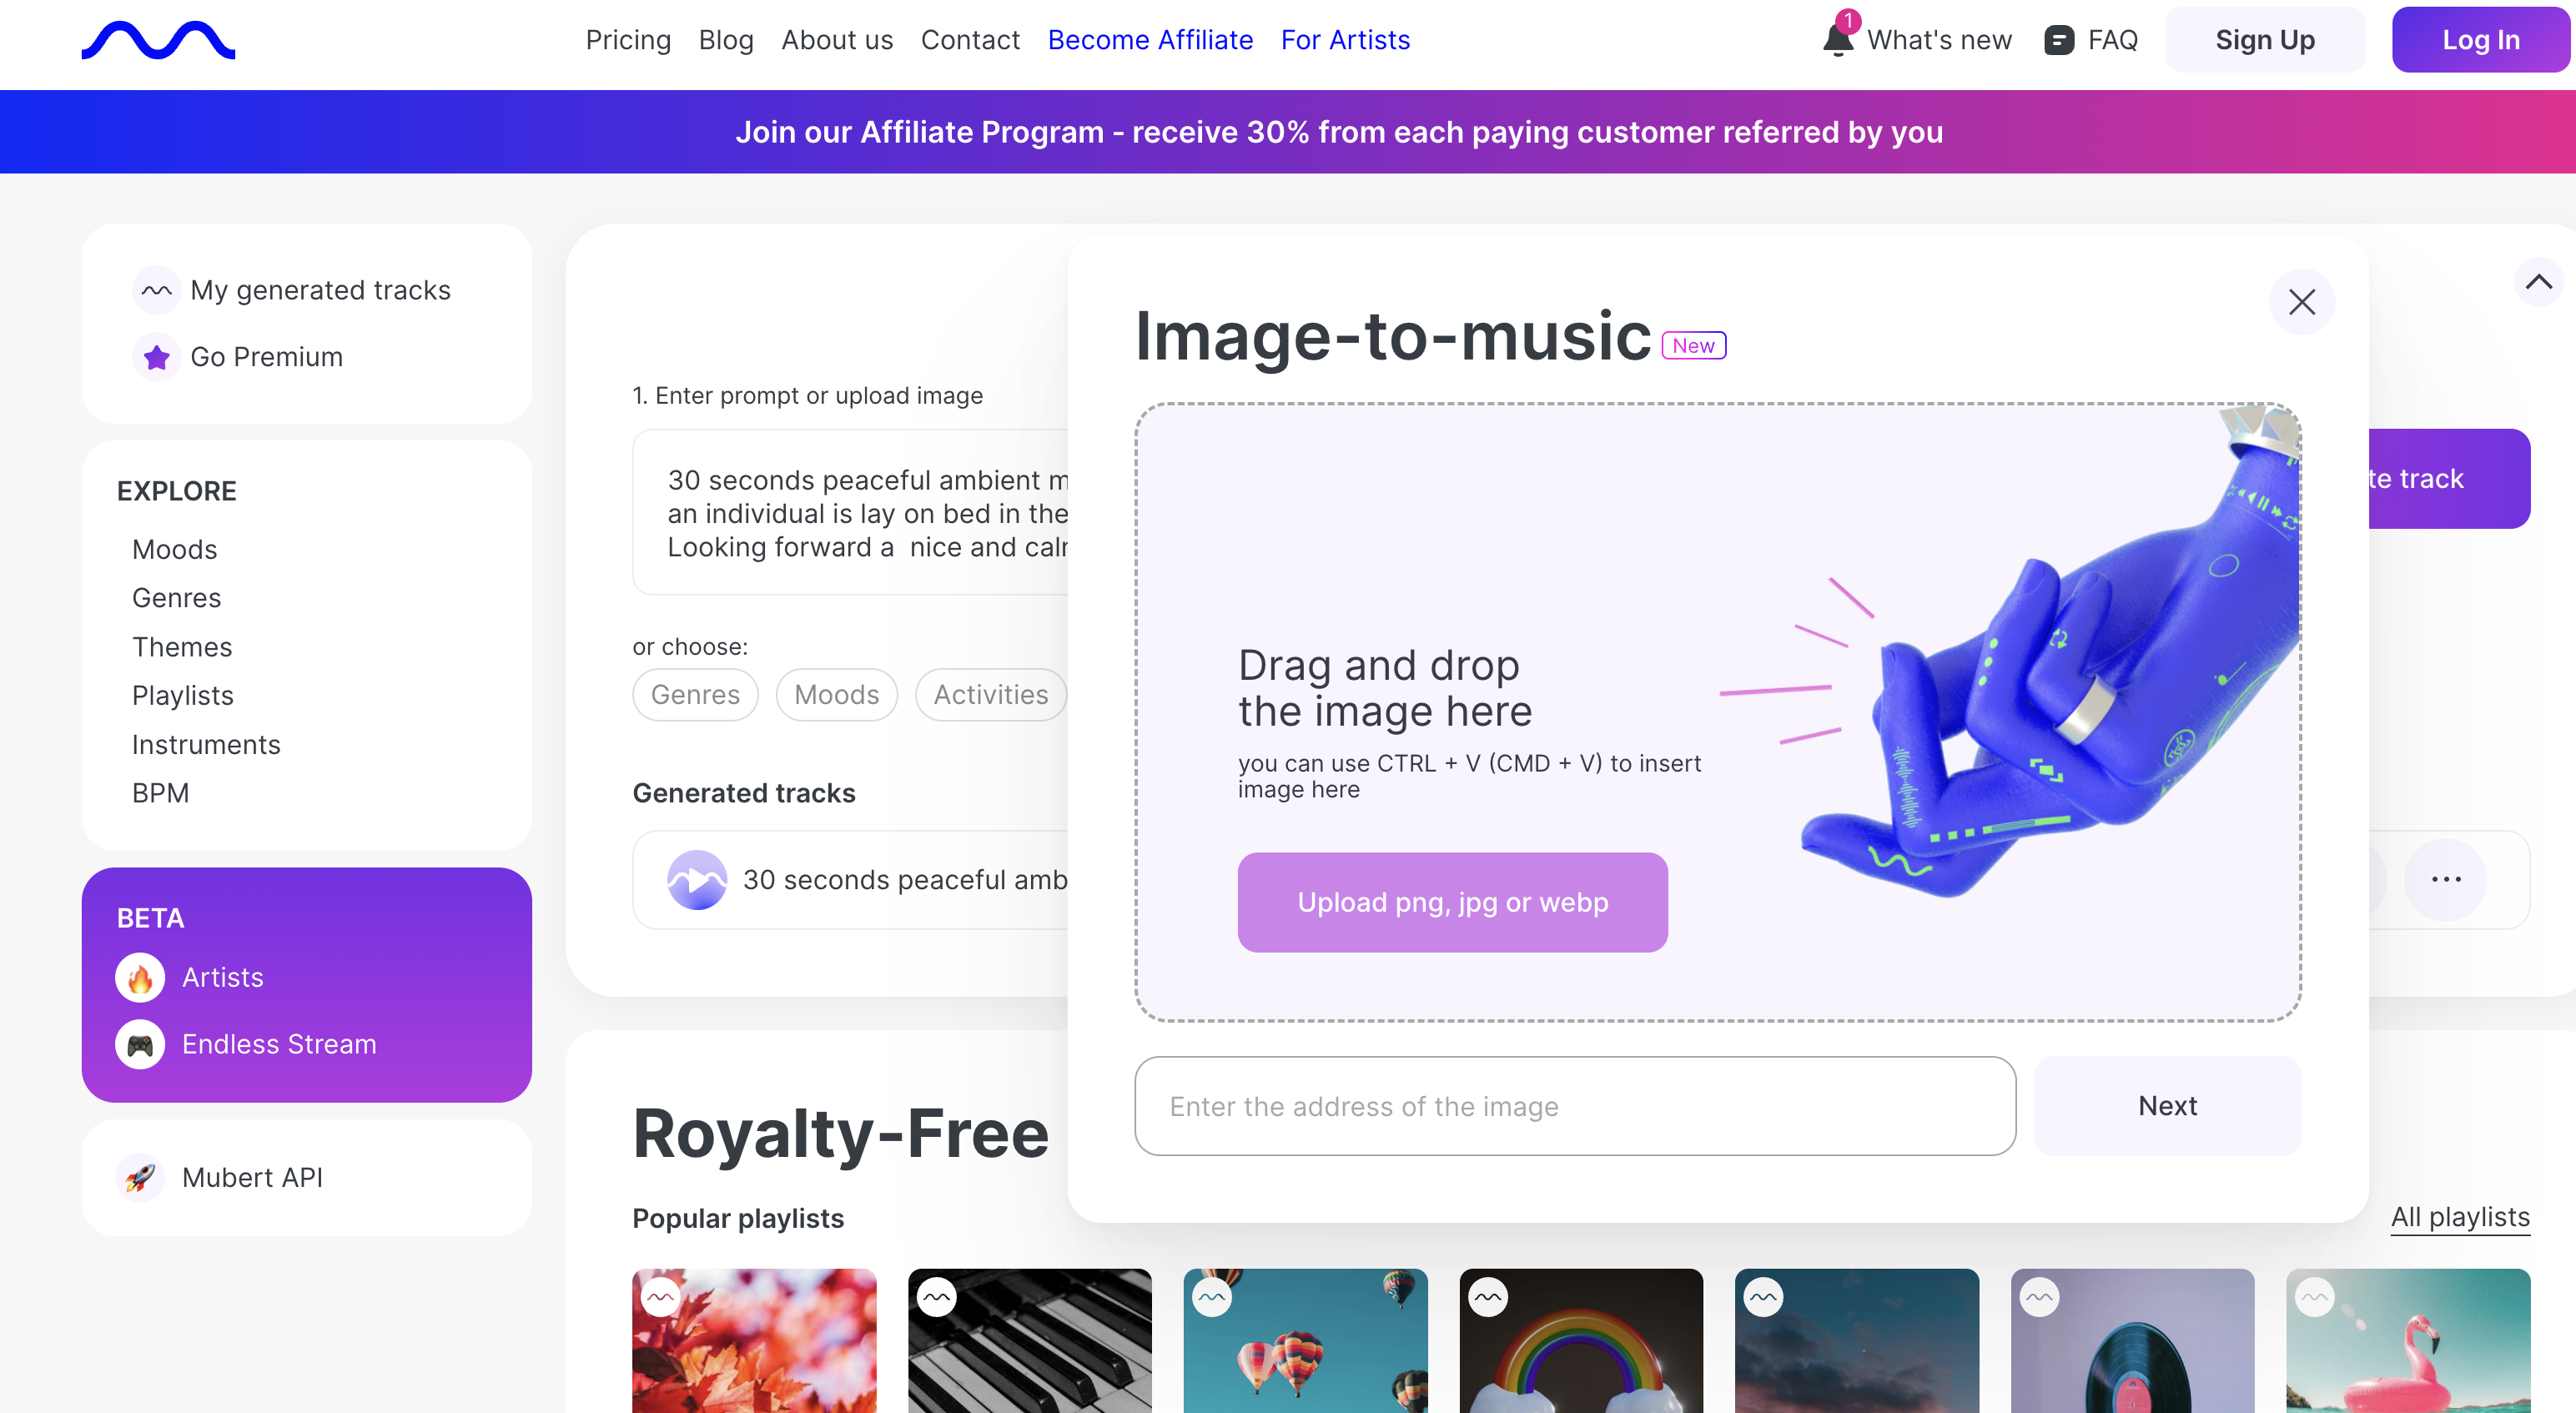 Pricing Blog About us Contact Become Affiliate For Artists 1 What's new FAQ Sign Up Log In
Join our Affiliate Program - receive 30% from each paying customer referred by you
My generated tracks
Go Premium
EXPLORE
Moods
Genres
Themes
Playlists
Instruments
BPM
BETA
Artists
Endless Stream
Mubert API
1. Enter prompt or upload image
30 seconds peaceful ambient
an individual is lay on bed in the
Looking forward a nice and
or choose:
Genres Moods Activities
Generated tracks
30 seconds peaceful amb
te track
Image-to-music New
Drag and drop
the image here
you can use CTRL + V (CMD + V) to insert
image here
Upload png, jpg or webp
Enter the address of the image
Next
Royalty-Free
Popular playlists
All playlists